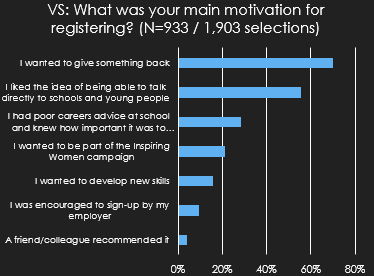 VS: What was your main motivation for
registering? (N=933 / 1,903 selections)
I wanted to give something back
I liked the idea of being able to talk
directly to schools and young people
I had poor careers advice at school
and knew how important it was to...
I wanted to be part of the Inspiring
Women campaign
I wanted to develop new skills
I was encouraged to sign-up by my
employer
A friend/colleague recommended it
0% 20% 40% 60% 80%